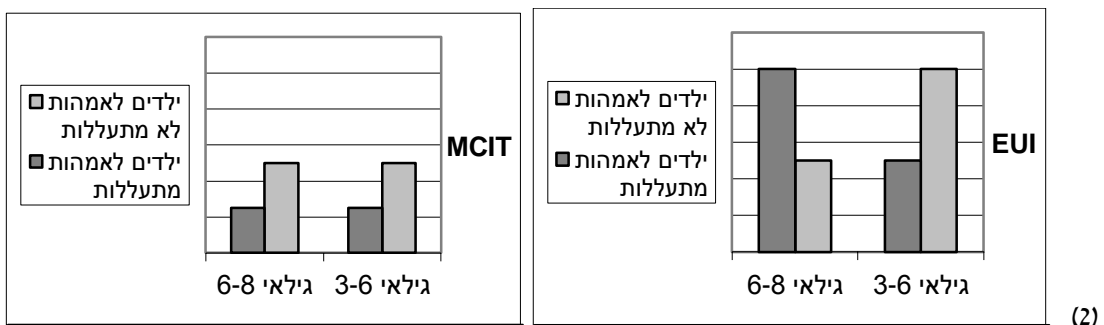 (2)
EUI
ילדים לאמהות
לא מתעללות
ילדים לאמהות
מתעללות
גילאי 3-6
גילאי 6-8
MCIT
ילדים לאמהות
לא מתעללות
ילדים לאמהות
מתעללות
גילאי 3-6
גילאי 6-8